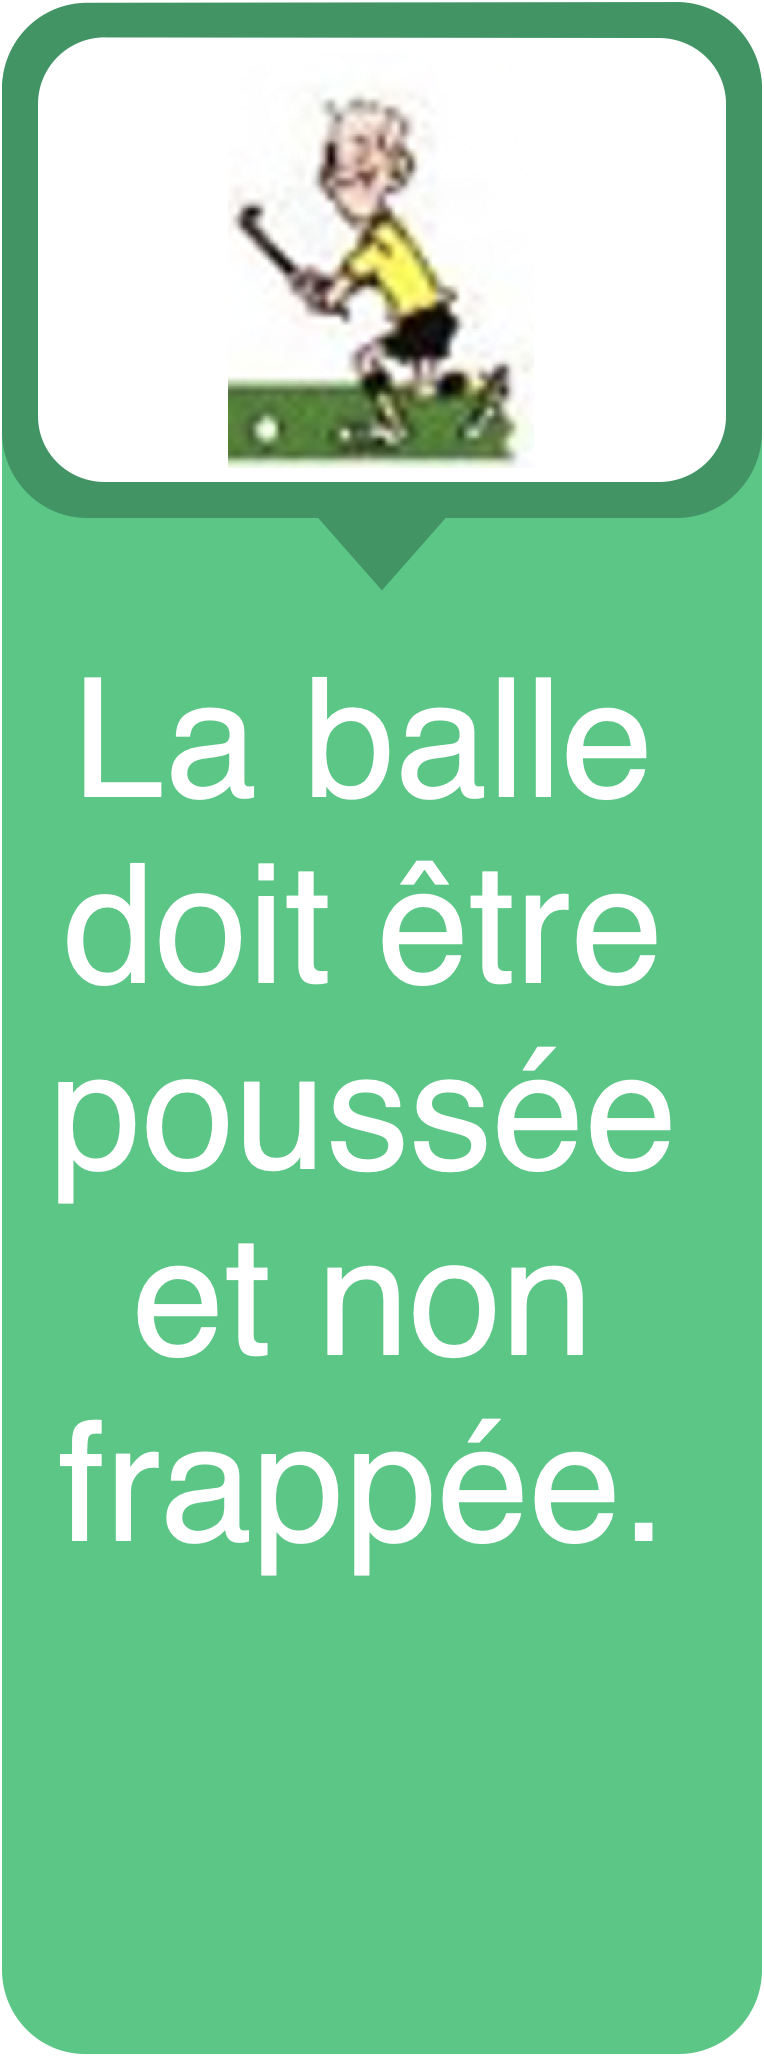 La balle
doit être
poussée
et non
frappée.